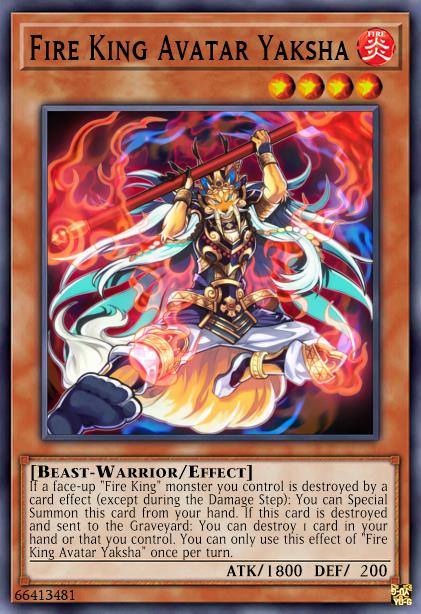 FIRE KING AVATAR YAKSHA
FIRE
炎
[BEAST-WARRIOR/EFFECT]
If a face-up "Fire King" monster you control is destroyed by a
card effect (except during the Damage Step): You can Special
Summon this card from your hand. If this card is destroyed
and sent to the Graveyard: You can destroy 1 card in your
hand or that you control. You can only use this effect of "Fire
King Avatar Yaksha" once per turn.
ATK/1800 DEF/ 200
66413481